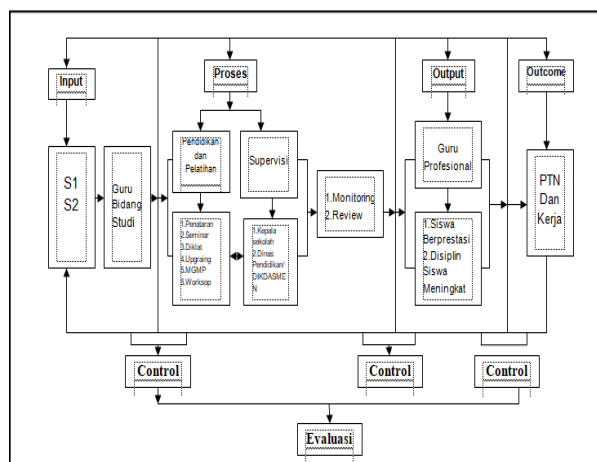 Input
Proses
Output
Outcome
S1
S2
Guru
Bidang
Studi
Pendidikan
dan
Pelatihan
Supervisi
1.Penataran
2.Seminar
3.Diklat
4.Upgraing
5.MGMP
6.Worksop
1.Kepala
sekolah
2.Dinas
Pendidikan/
DIKDASME
N
1.Monitoring
2.Review
Guru
Profesional
1.Siswa
Berprestasi
2.Disiplin
Siswa
Meningkat
PTN
Dan
Kerja
Control
Control
Control
Evaluasi